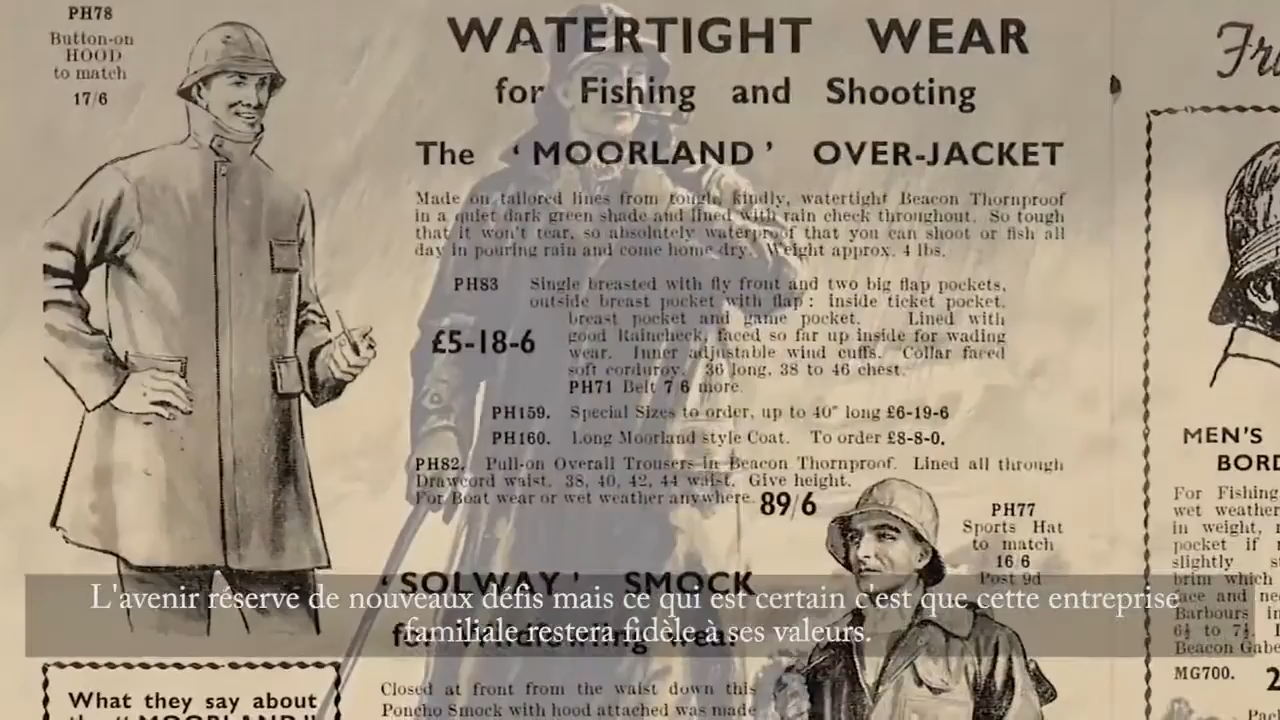 PH78
Button-on
HOOD
to match
17/6
WATERTIGHT WEAR
for Fishing and Shooting
The ‘MOORLAND’ OVER-JACKET
Made on tailored lines from tough, kindly, watertight Beacon Thornproof
in a quiet dark green shade and lined with rain check throughout. So tough
that it won't tear, so absolutely waterproof that you can shoot or fish all
day in pouring rain and come home dry. Weight approx. 4 lbs.
PH83 Single breasted with fly front and two big flap pockets,
outside breast pocket with flap: inside ticket pocket,
breast pocket and game pocket. Lined with
£5-18-6 good Raincheck, faced so far up inside for wading
wear. Inner adjustable wind cuffs. Collar faced
soft corduroy. 36 long, 38 to 46 chest.
PH71 Belt 7 6 more.
PH159. Special Sizes to order, up to 40" long £6-19-6
PH160. Long Moorland style Coat. To order £8-8-0.
PH82. Pull-on Overall Trousers in Beacon Thornproof. Lined all through
Drawcord waist. 38, 40, 42, 44 waist. Give height.
For Boat wear or wet weather anywhere. 89/6
PH77
Sports Hat
to match
16 6
Post 9d
‘SOLWAY’ SMOCK
for Wildfowling wear
Closed at front from the waist down this
Poncho Smock with hood attached was made
What they say about
the "MOORLAND"
MEN'S
BORD
For Fishing
wet weather
in weight,
pocket if
slightly
brim which
face and
Barbours in
6½ to 7½.
Beacon Gabe
MG700. 2
L'avenir réserve de nouveaux défis mais ce qui est certain c'est que cette entreprise
familiale restera fidèle à ses valeurs.